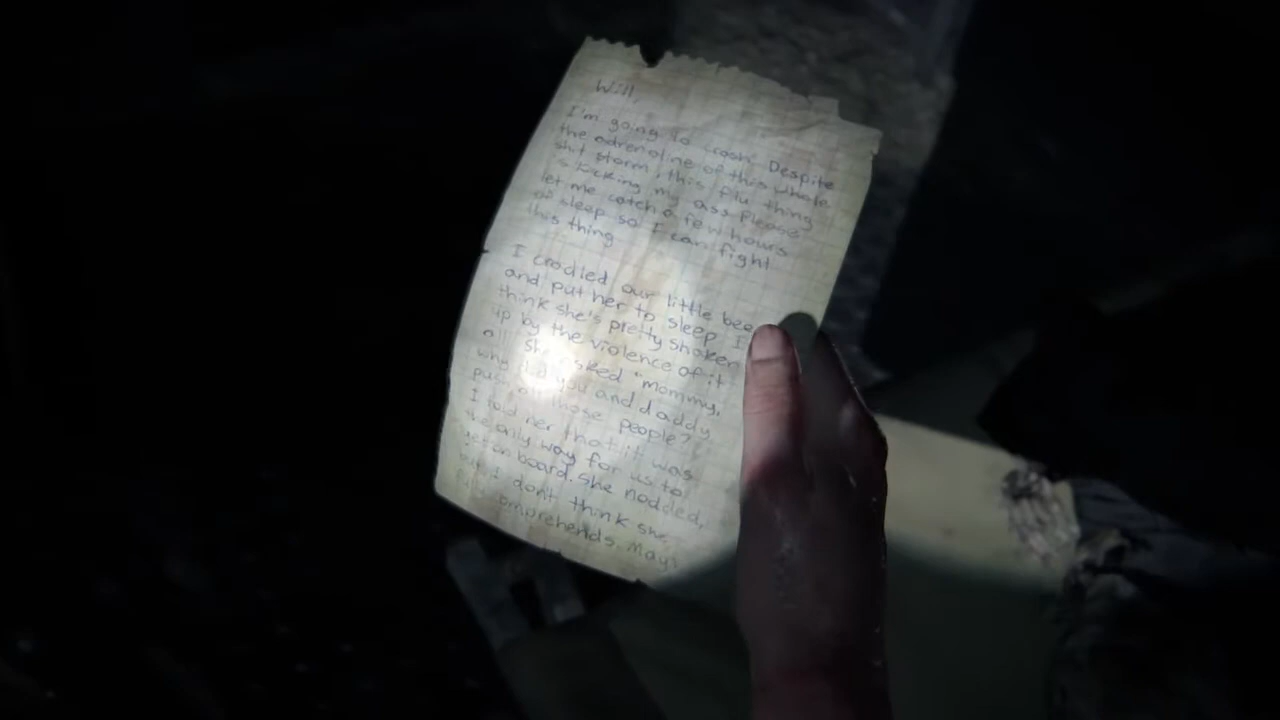 Will,
I'm going to crash. Despite
the adrenaline of this whole
shit storm, this flu thing
's kicking my ass. Please
let me catch a few hours
of sleep so I can fight
this thing
I cradled our little bee
and put her to sleep. I
think she's pretty shaken
up by the violence of it
all. She asked "mommy,
why did you and daddy
push all those people?
I told her that it was
the only way for us to
get on board. She nodded,
but I don't think she
comprehends. Mayb